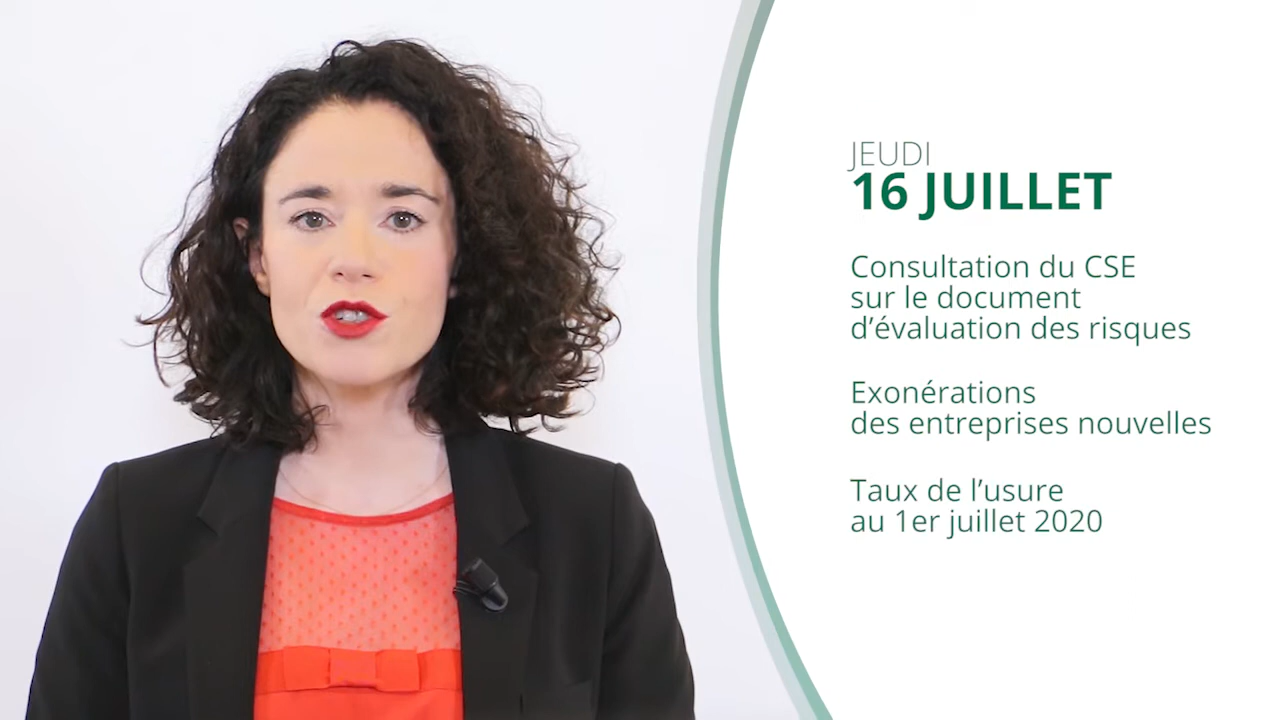 JEUDI
16 JUILLET
Consultation du CSE
sur le document
d’évaluation des risques
Exonérations
des entreprises nouvelles
Taux de l’usure
au 1er juillet 2020